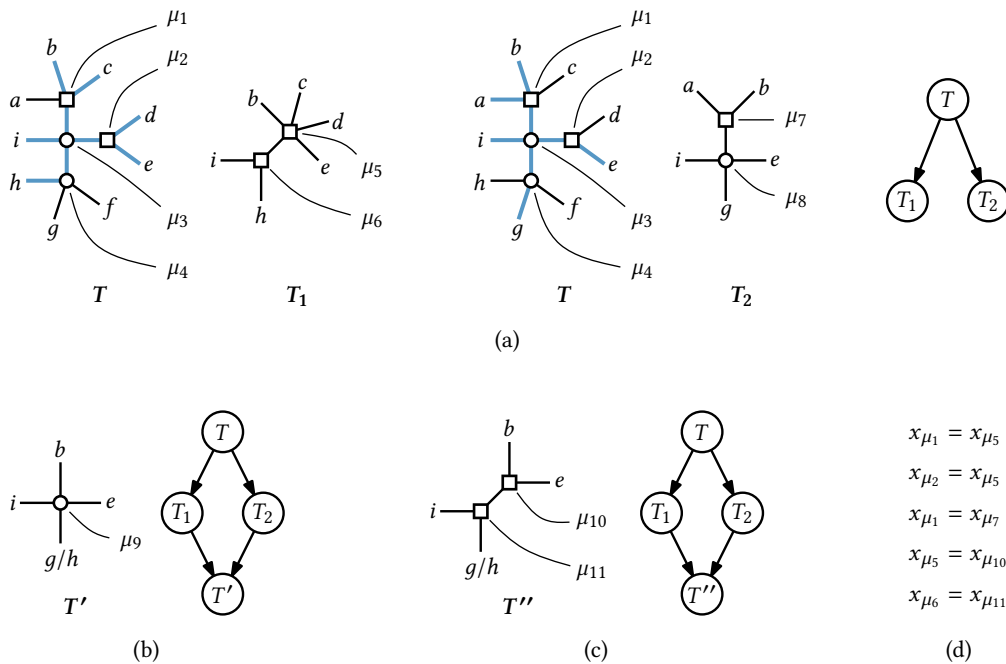 μ1
b
c
μ2
a
d
i
e
h
f
g
μ3
μ4
T
c
b
d
e
i
h
μ5
μ6
T1
μ1
b
c
μ2
a
d
i
e
h
f
g
μ3
μ4
T
a
b
μ7
i
e
g
μ8
T2
T
T1
T2
(a)
b
i
e
g/h
μ9
T′
T
T1
T2
T′
(b)
b
e
i
g/h
μ10
μ11
T′′
T
T1
T2
T′′
(c)
xμ1 = xμ5
xμ2 = xμ5
xμ1 = xμ7
xμ5 = xμ10
xμ6 = xμ11
(d)